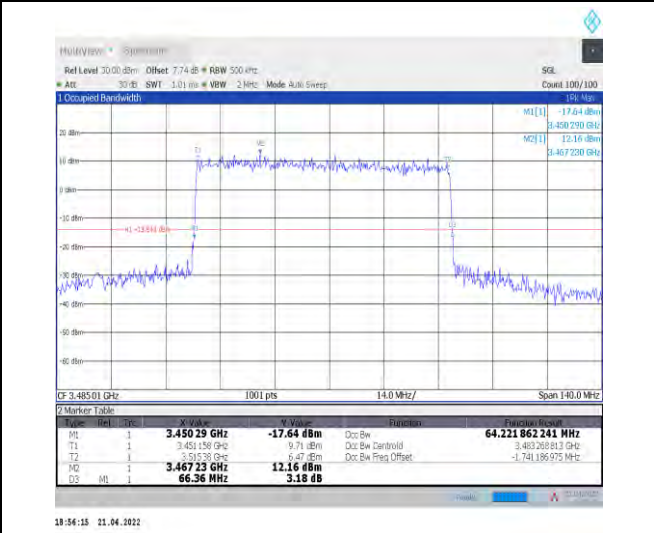 MultiView Spectrum
Ref Level 30.00 dBm Offset 7.74 dB RBW 500 kHz SGL
Att 30 dB SWT 1.01 ms VBW 2 MHz Mode Auto Sweep Count 100/100
1 Occupied Bandwidth 1Pk Max
M1[1] -17.64 dBm
3.450 290 GHz
M2[1] 12.16 dBm
3.467 230 GHz
20 dBm
10 dBm
0 dBm
-10 dBm
-20 dBm
-30 dBm
-40 dBm
-50 dBm
-60 dBm
T1
M2
M1
D3
CF 3.48501 GHz 1001 pts 14.0 MHz/ Span 140.0 MHz
2 Marker Table
Type Ref Trc X-Value Y-Value Function Function Result
M1 1 3.450 29 GHz -17.64 dBm Occ Bw 64.221 862 241 MHz
T1 1 3.451 158 GHz 9.71 dBm Occ Bw Centroid 3.483 268 813 GHz
T2 1 3.515 38 GHz 6.47 dBm Occ Bw Freq Offset -1.741 186 975 MHz
M2 1 3.467 23 GHz 12.16 dBm
D3 M1 1 66.36 MHz 3.18 dB
18:56:15 21.04.2022